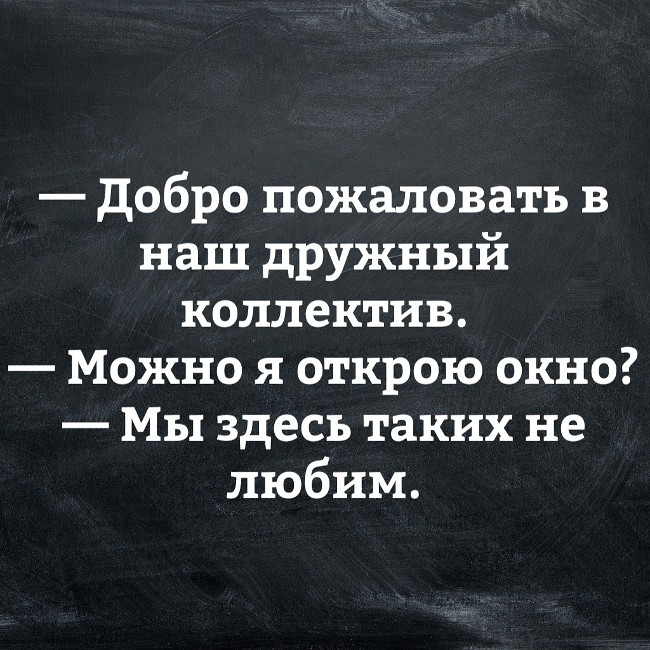 — Добро пожаловать в
наш дружный
коллектив.
— Можно я открою окно?
— Мы здесь таких не
любим.